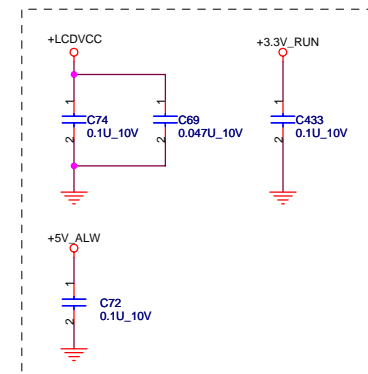 +LCDVCC
+3.3V_RUN
1
1
1
C74
0.1U_10V
C69
0.047U_10V
C433
0.1U_10V
2
2
2
+5V_ALW
1
C72
0.1U_10V
2